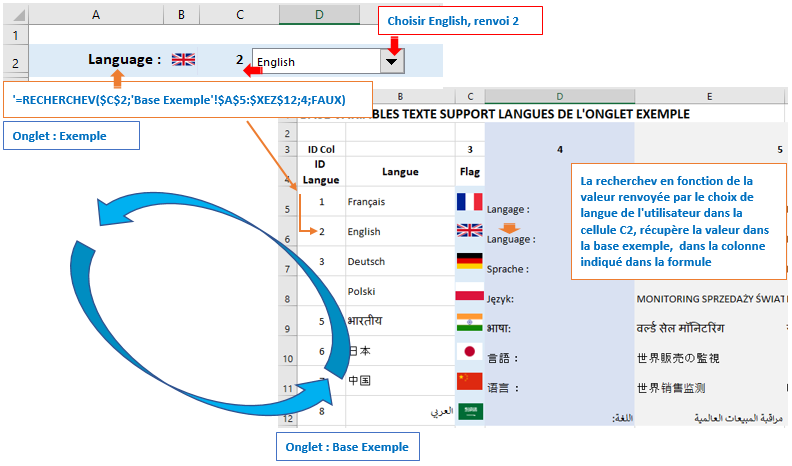 A B C D
Choisir English, renvoi 2
1
2 Language : 2 English
'=RECHERCHEV($C$2;'Base Exemple'!$A$5:$XEZ$12;4;FAUX)
Onglet : Exemple
B C D E
TEXTE SUPPORT LANGUES DE L'ONGLET EXEMPLE
2
3 ID Col 3 4 5
4 ID Langue Langue Flag
La recherchev en fonction de la
valeur renvoyée par le choix de
langue de l'utilisateur dans la
cellule C2, récupère la valeur dans
la base exemple, dans la colonne
indiqué dans la formule
5 1 Français Langage :
6 2 English Language :
7 3 Deutsch Sprache :
8 Polski Język: MONITORING SPRZEDAŻY ŚWIAT
9 5 भारतीय भाषा: वर्ल्ड सेल मॉनिटरिंग
10 6 日本 言語 : 世界販売の監視
11 中国 语言 : 世界销售监测
12 8 العربي اللغة: مراقبة المبيعات العالمية
Onglet : Base Exemple